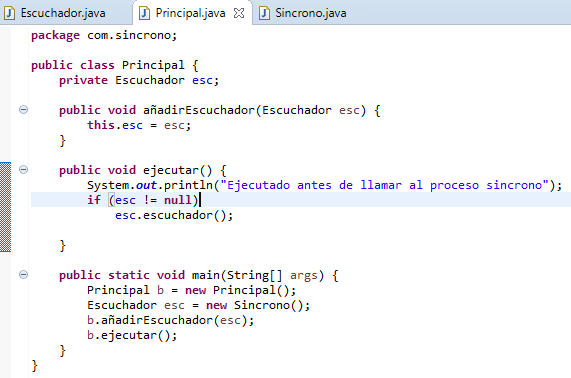 Escuchador.java Principal.java Sincrono.java
package com.sincrono;
public class Principal {
private Escuchador esc;
public void añadirEscuchador(Escuchador esc) {
this.esc = esc;
}
public void ejecutar() {
System.out.println("Ejecutado antes de llamar al proceso sincrono");
if (esc != null)
esc.escuchador();
}
public static void main(String[] args) {
Principal b = new Principal();
Escuchador esc = new Sincrono();
b.añadirEscuchador(esc);
b.ejecutar();
}
}